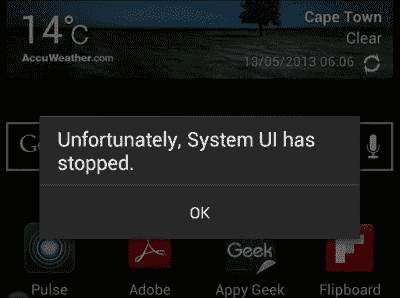 14°C
Cape Town
Clear
AccuWeather.com
13/05/2013 06:06
Unfortunately, System UI has
stopped.
OK
Geek
Pulse
Adobe
Appy Geek
Flipboard